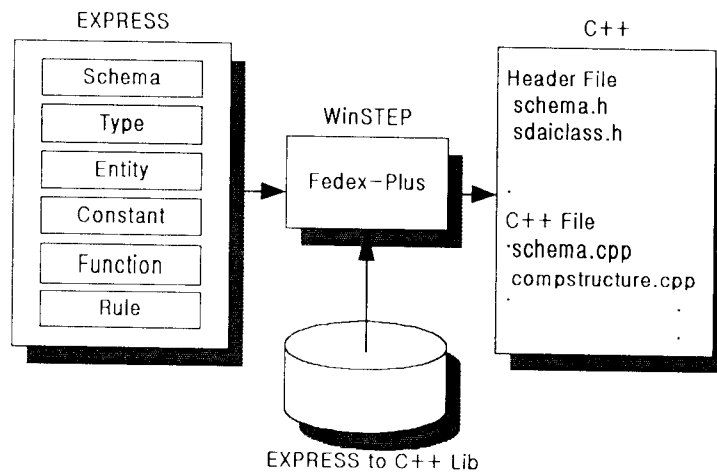 EXPRESS
Schema
Type
Entity
Constant
Function
Rule
WinSTEP
Fedex-Plus
EXPRESS to C++ Lib
C++
Header File
schema.h
sdaiclass.h
.
C++ File
schema.cpp
compstructure.cpp
.
.
.